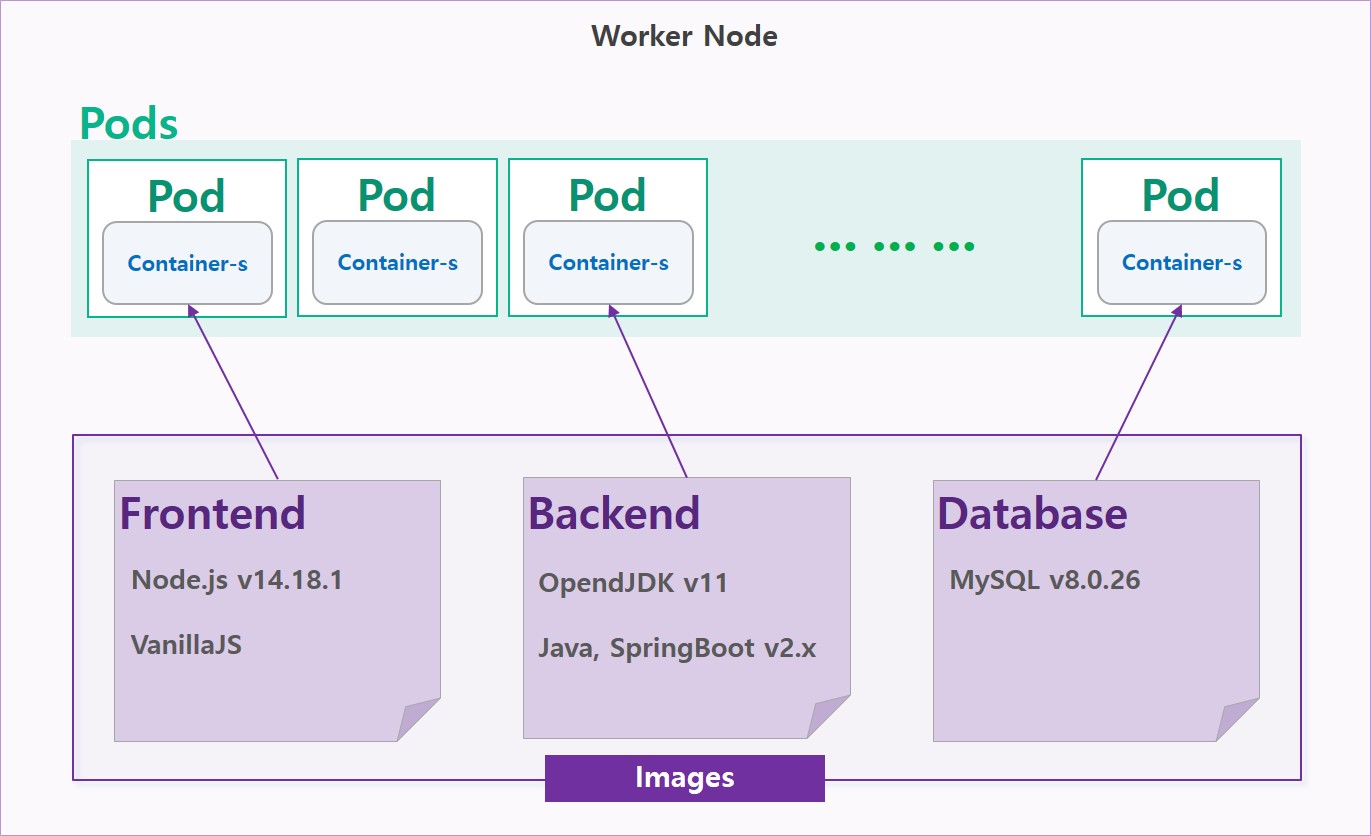 Worker Node
Pods
Pod
Container-s
Pod
Container-s
Pod
Container-s
... ... ...
Pod
Container-s
Frontend
Node.js v14.18.1
VanillaJS
Backend
OpendJDK v11
Java, SpringBoot v2.x
Database
MySQL v8.0.26
Images